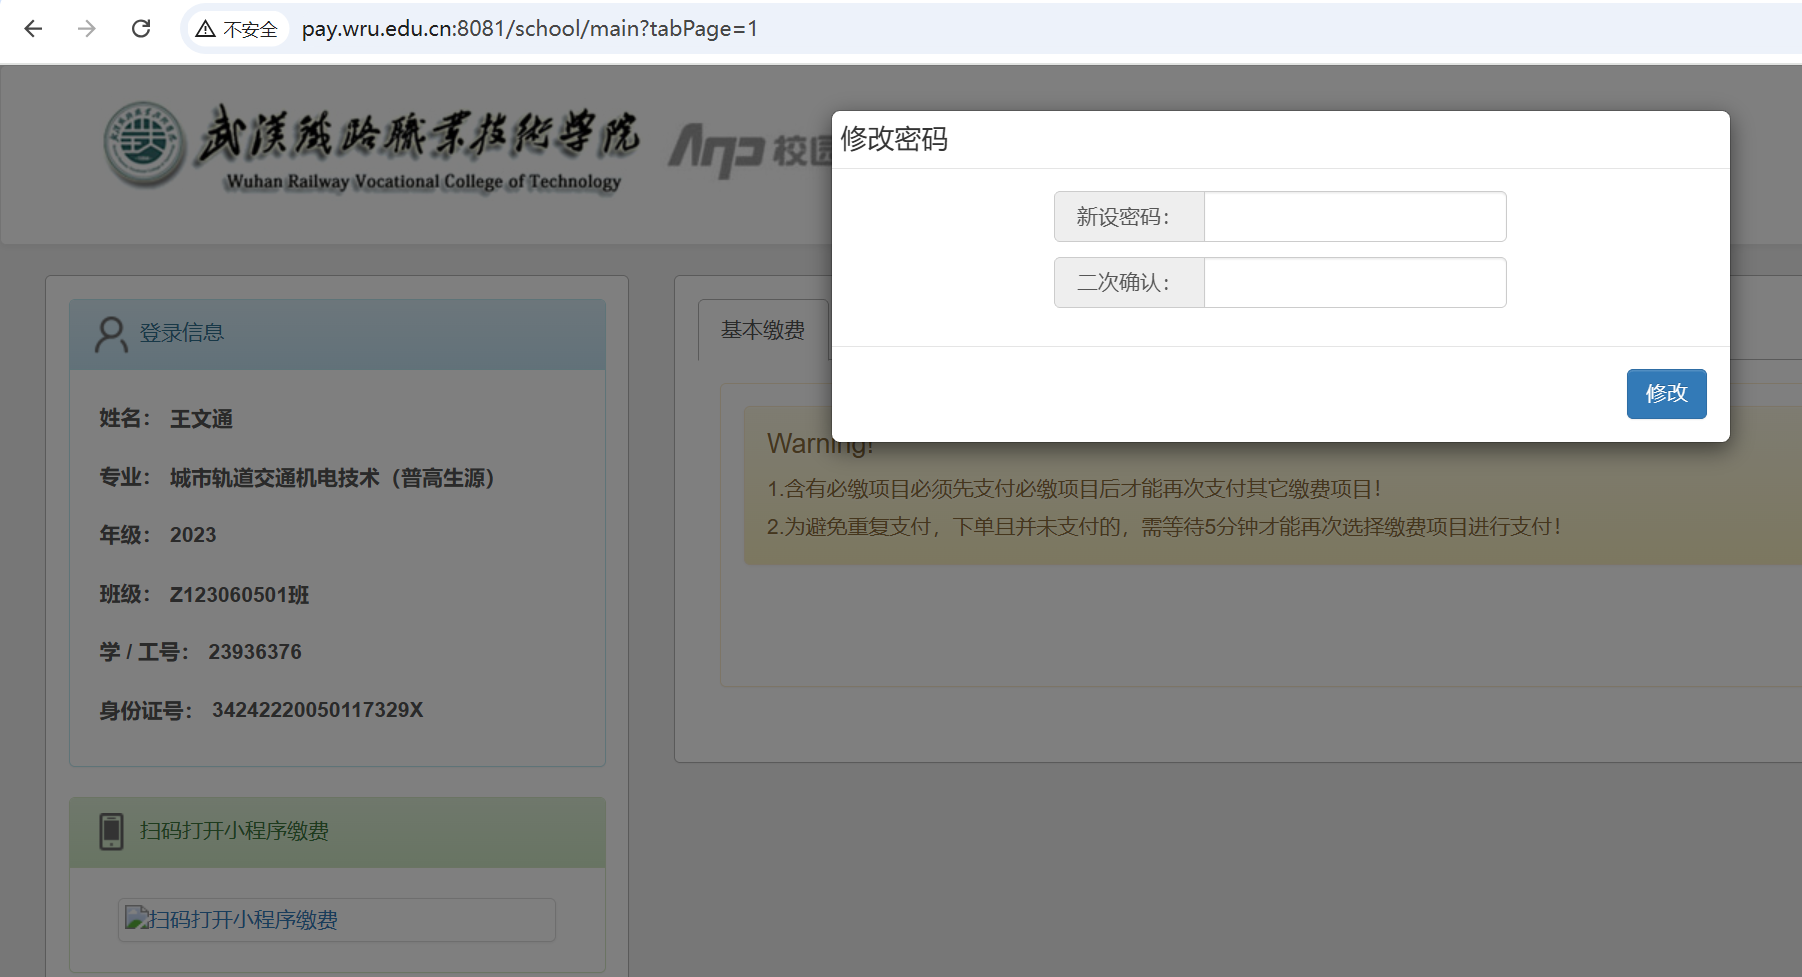 不安全 pay.wru.edu.cn:8081/school/main?tabPage=1
武漢鐵路職業技術學院
Wuhan Railway Vocational College of Technology
校园
修改密码
新设密码：
二次确认：
修改
登录信息
姓名： 王文通
专业： 城市轨道交通机电技术（普高生源）
年级： 2023
班级： Z123060501班
学 / 工号： 23936376
身份证号： 34242220050117329X
扫码打开小程序缴费
扫码打开小程序缴费
基本缴费
Warning!
1.含有必缴项目必须先支付必缴项目后才能再次支付其它缴费项目！
2.为避免重复支付，下单且并未支付的，需等待5分钟才能再次选择缴费项目进行支付！